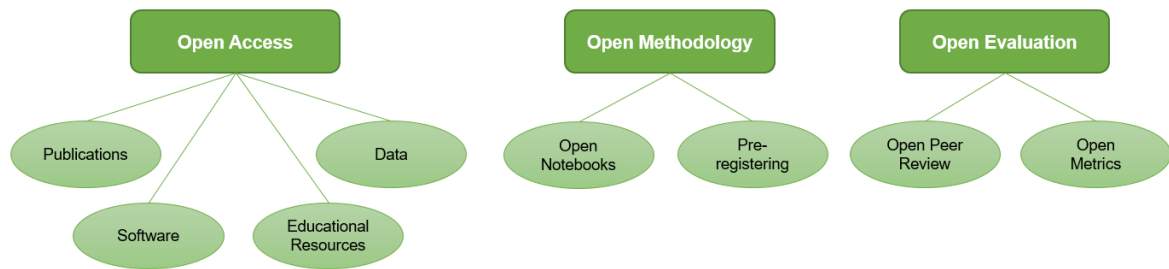 Open Access
Open Methodology
Open Evaluation
Publications
Data
Open
Notebooks
Pre-
registering
Open Peer
Review
Open
Metrics
Software
Educational
Resources